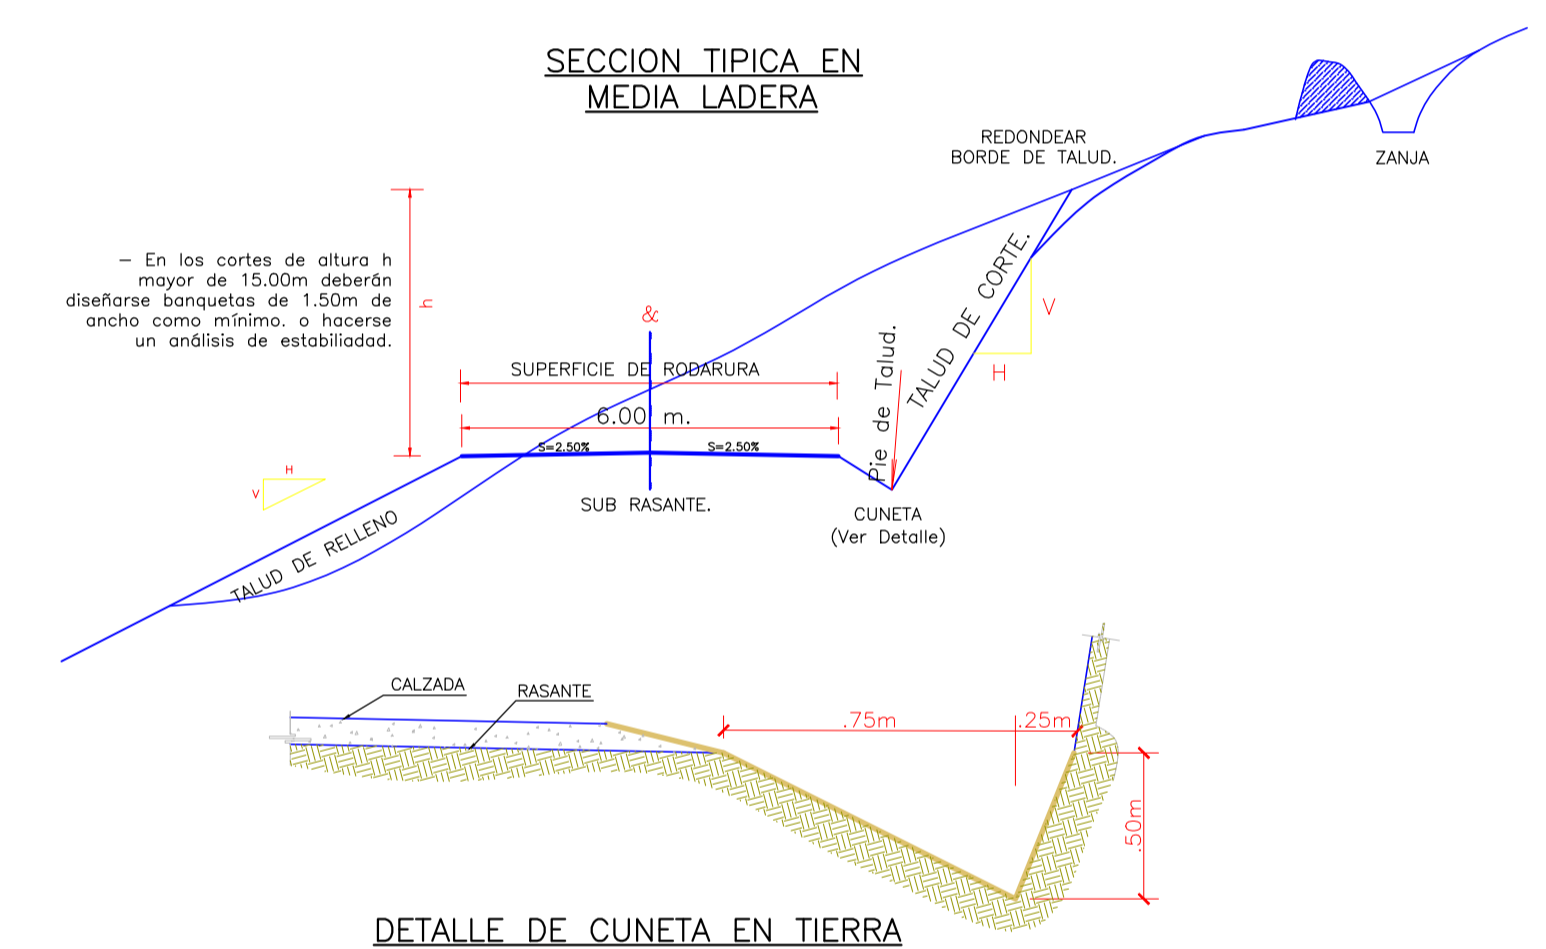 SECCION TIPICA EN
MEDIA LADERA
REDONDEAR
BORDE DE TALUD.
ZANJA
– En los cortes de altura h
mayor de 15.00m deberán
diseñarse banquetas de 1.50m de
ancho como mínimo. o hacerse
un análisis de estabiliadad.
h
&
SUPERFICIE DE RODARURA
6.00 m.
S=2.50%
S=2.50%
SUB RASANTE.
Pie de Talud.
TALUD DE CORTE.
V
H
H
V
TALUD DE RELLENO
CUNETA
(Ver Detalle)
CALZADA
RASANTE
.75m
.25m
.50m
DETALLE DE CUNETA EN TIERRA